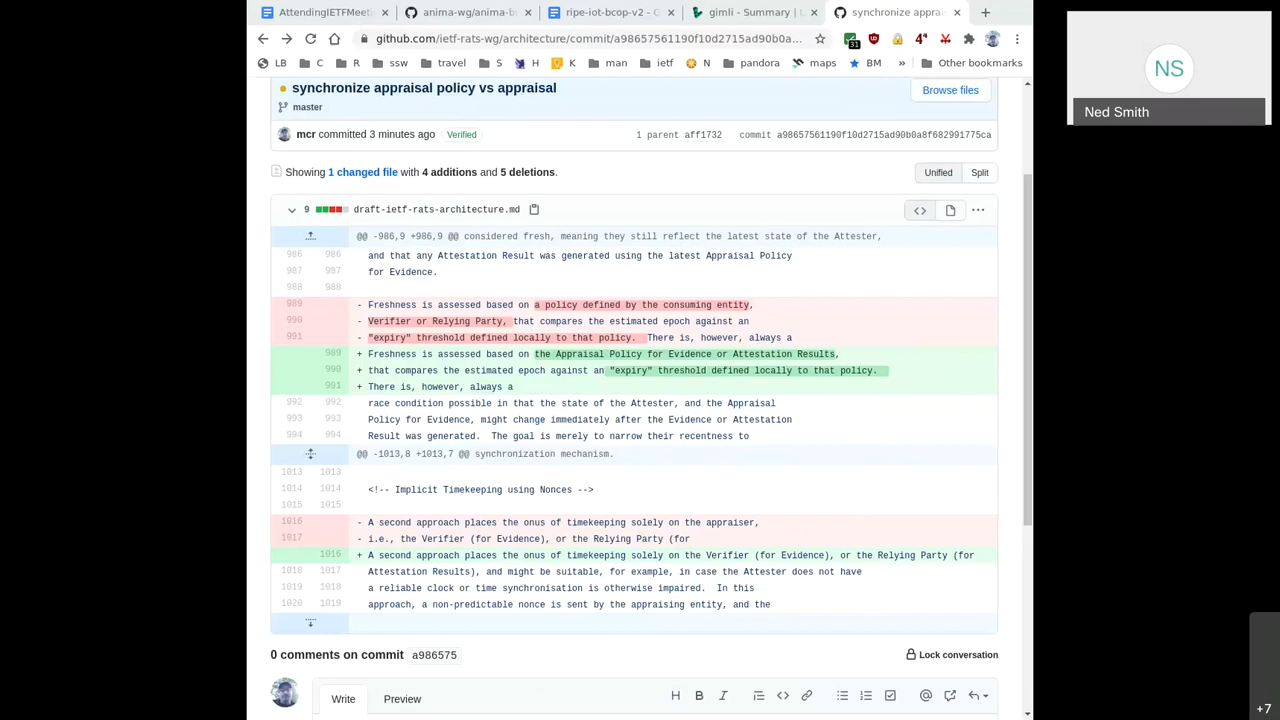 AttendingIETFMeeti
anima-wg/anima-b
ripe-iot-bcop-v2 - G
gimli - Summary | L
synchronize apprai
github.com/ietf-rats-wg/architecture/commit/a98657561190f10d2715ad90b0a...
31
4
LB C R ssw travel S H K man ietf N pandora maps BM » Other bookmarks
synchronize appraisal policy vs appraisal
Browse files
master
mcr committed 3 minutes ago Verified 1 parent aff1732 commit a98657561190f10d2715ad90b0a8f682991775ca
Showing 1 changed file with 4 additions and 5 deletions.
Unified Split
9 draft-ietf-rats-architecture.md
@@ -986,9 +986,9 @@ considered fresh, meaning they still reflect the latest state of the Attester,
986 986 and that any Attestation Result was generated using the latest Appraisal Policy
987 987 for Evidence.
988 988
989 - Freshness is assessed based on a policy defined by the consuming entity,
990 - Verifier or Relying Party, that compares the estimated epoch against an
991 - "expiry" threshold defined locally to that policy. There is, however, always a
989 + Freshness is assessed based on the Appraisal Policy for Evidence or Attestation Results,
990 + that compares the estimated epoch against an "expiry" threshold defined locally to that policy.
991 + There is, however, always a
992 992 race condition possible in that the state of the Attester, and the Appraisal
993 993 Policy for Evidence, might change immediately after the Evidence or Attestation
994 994 Result was generated. The goal is merely to narrow their recentness to
@@ -1013,8 +1013,7 @@ synchronization mechanism.
1013 1013
1014 1014 <!-- Implicit Timekeeping using Nonces -->
1015 1015
1016 - A second approach places the onus of timekeeping solely on the appraiser,
1017 - i.e., the Verifier (for Evidence), or the Relying Party (for
1016 + A second approach places the onus of timekeeping solely on the Verifier (for Evidence), or the Relying Party (for
1018 1017 Attestation Results), and might be suitable, for example, in case the Attester does not have
1019 1018 a reliable clock or time synchronisation is otherwise impaired. In this
1020 1019 approach, a non-predictable nonce is sent by the appraising entity, and the
0 comments on commit a986575
Lock conversation
Write Preview
NS
Ned Smith
+7